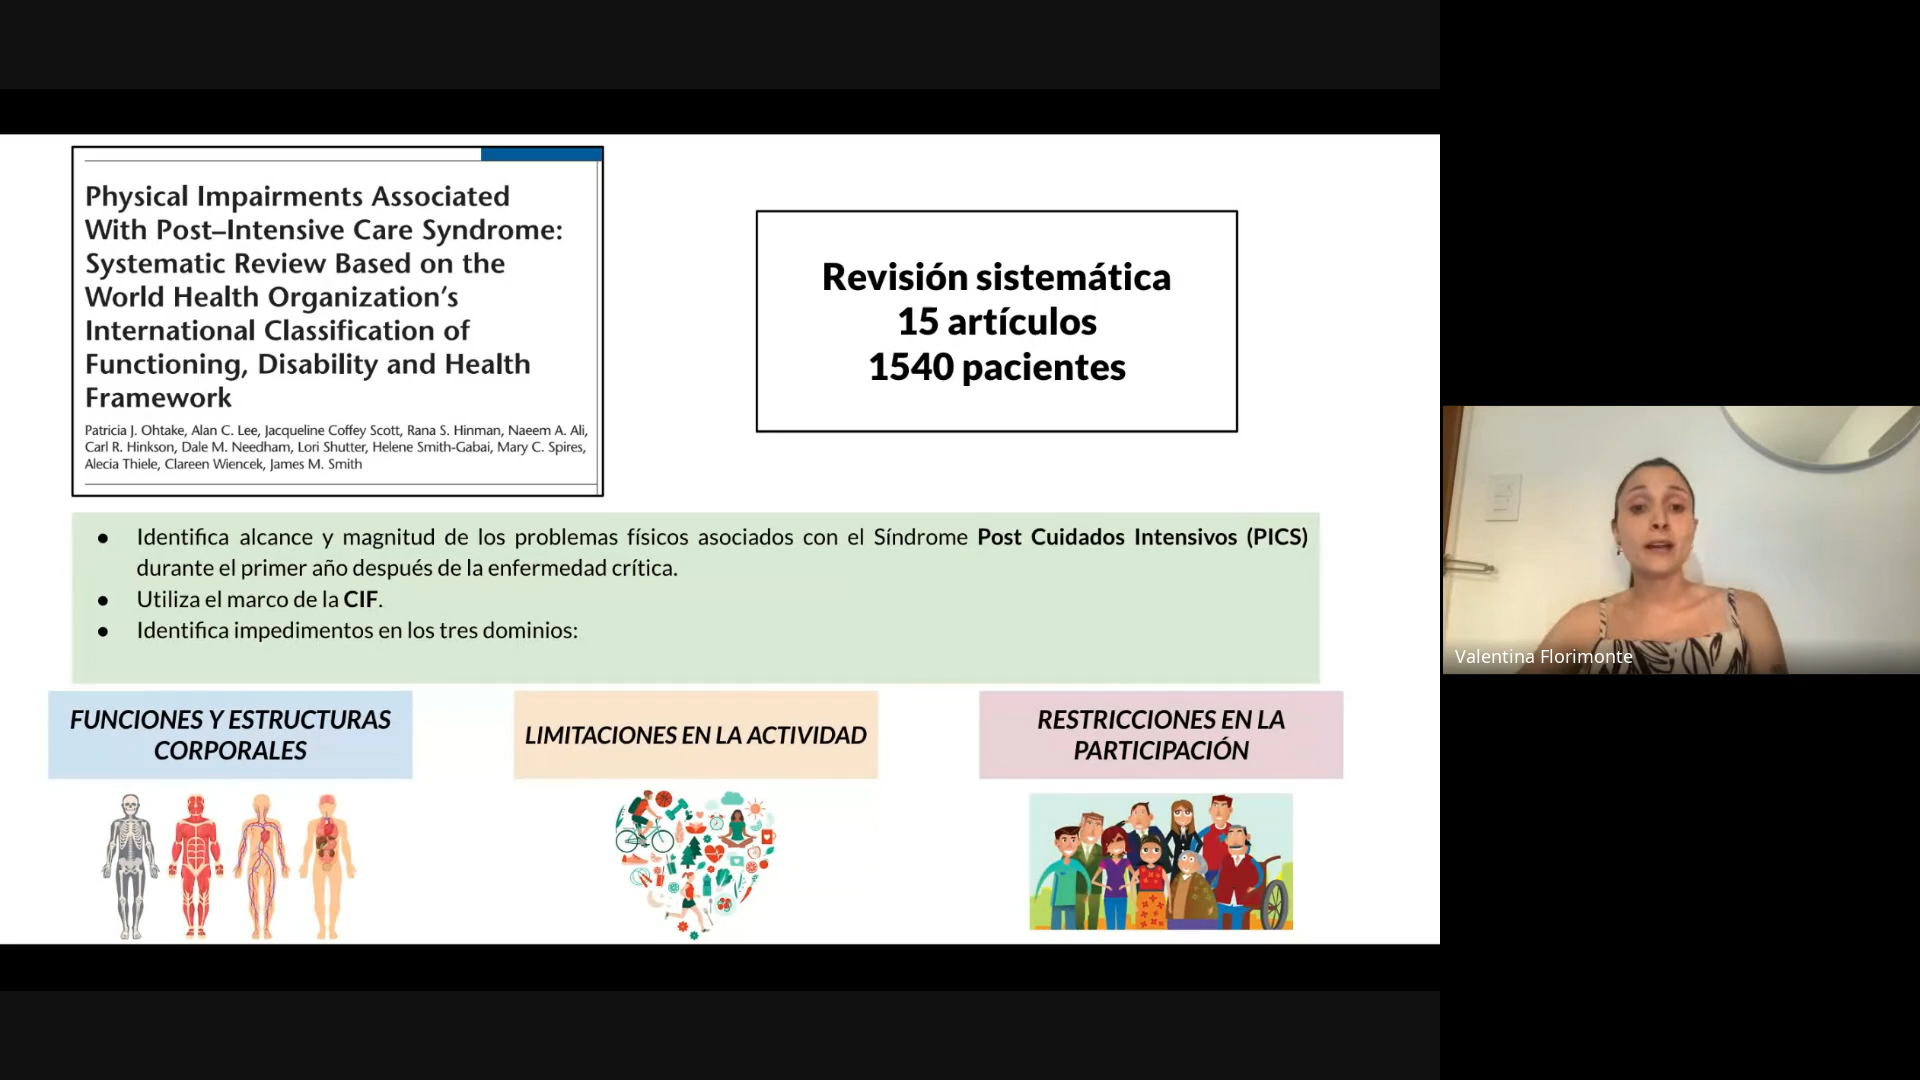 Physical Impairments Associated
With Post–Intensive Care Syndrome:
Systematic Review Based on the
World Health Organization's
International Classification of
Functioning, Disability and Health
Framework
Patricia J. Ohtake, Alan C. Lee, Jacqueline Coffey Scott, Rana S. Hinman, Naeem A. Ali,
Carl R. Hinkson, Dale M. Needham, Lori Shutter, Helene Smith-Gabai, Mary C. Spires,
Alecia Thiele, Clareen Wiencek, James M. Smith
Revisión sistemática
15 artículos
1540 pacientes
● Identifica alcance y magnitud de los problemas físicos asociados con el Síndrome Post Cuidados Intensivos (PICS)
durante el primer año después de la enfermedad crítica.
● Utiliza el marco de la CIF.
● Identifica impedimentos en los tres dominios:
FUNCIONES Y ESTRUCTURAS
CORPORALES
LIMITACIONES EN LA ACTIVIDAD
RESTRICCIONES EN LA
PARTICIPACIÓN
Valentina Florimonte